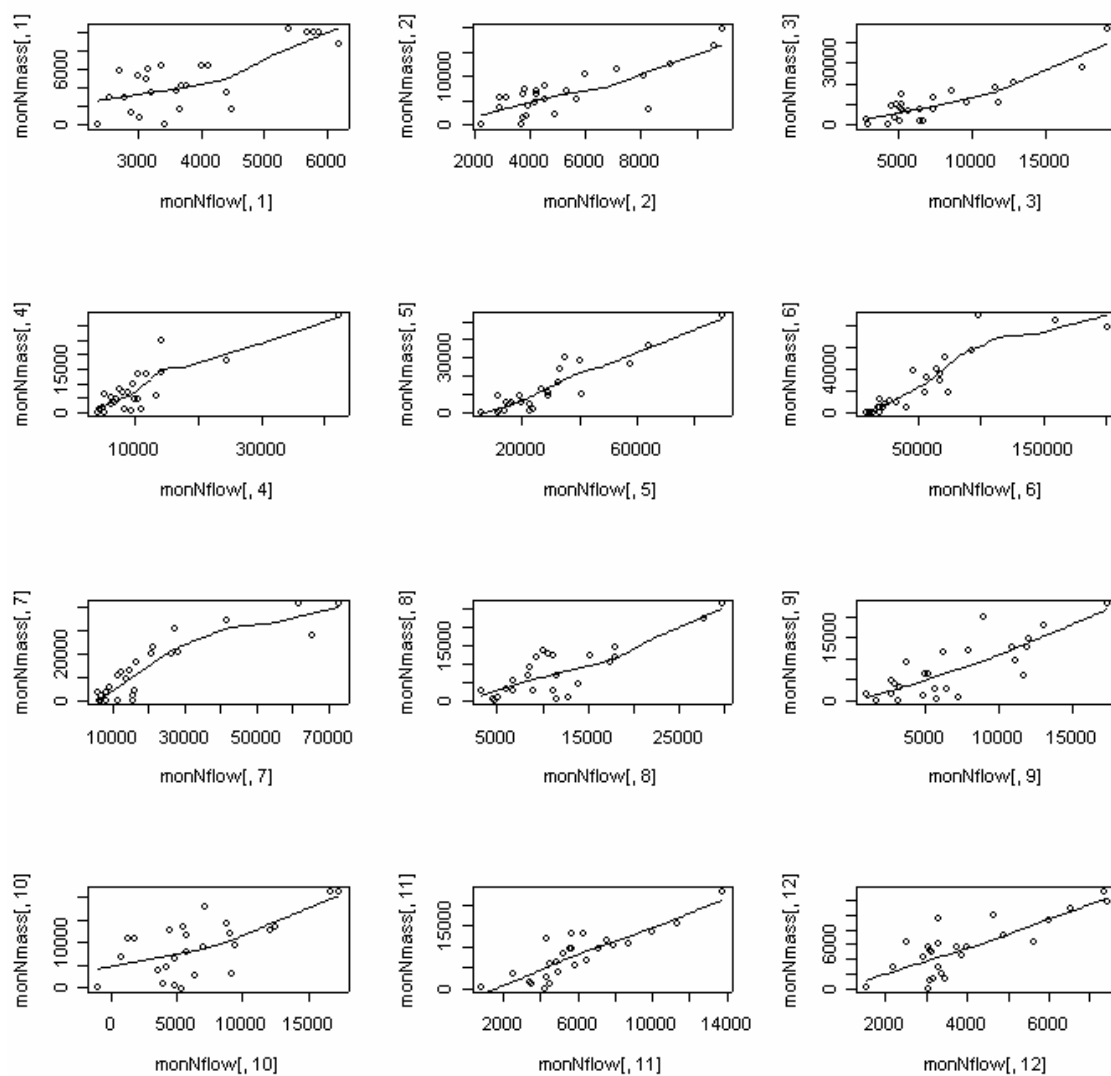 monNmass[, 1]
0 6000
3000 4000 5000 6000
monNflow[, 1]
monNmass[, 2]
0 10000
2000 4000 6000 8000
monNflow[, 2]
monNmass[, 3]
0 30000
5000 10000 15000
monNflow[, 3]
monNmass[, 4]
0 15000
10000 30000
monNflow[, 4]
monNmass[, 5]
0 30000
20000 60000
monNflow[, 5]
monNmass[, 6]
0 40000
50000 150000
monNflow[, 6]
monNmass[, 7]
0 20000
10000 30000 50000 70000
monNflow[, 7]
monNmass[, 8]
0 15000
5000 15000 25000
monNflow[, 8]
monNmass[, 9]
0 15000
5000 10000 15000
monNflow[, 9]
monNmass[, 10]
0 10000
0 5000 10000 15000
monNflow[, 10]
monNmass[, 11]
0 15000
2000 6000 10000 14000
monNflow[, 11]
monNmass[, 12]
0 6000
2000 4000 6000
monNflow[, 12]